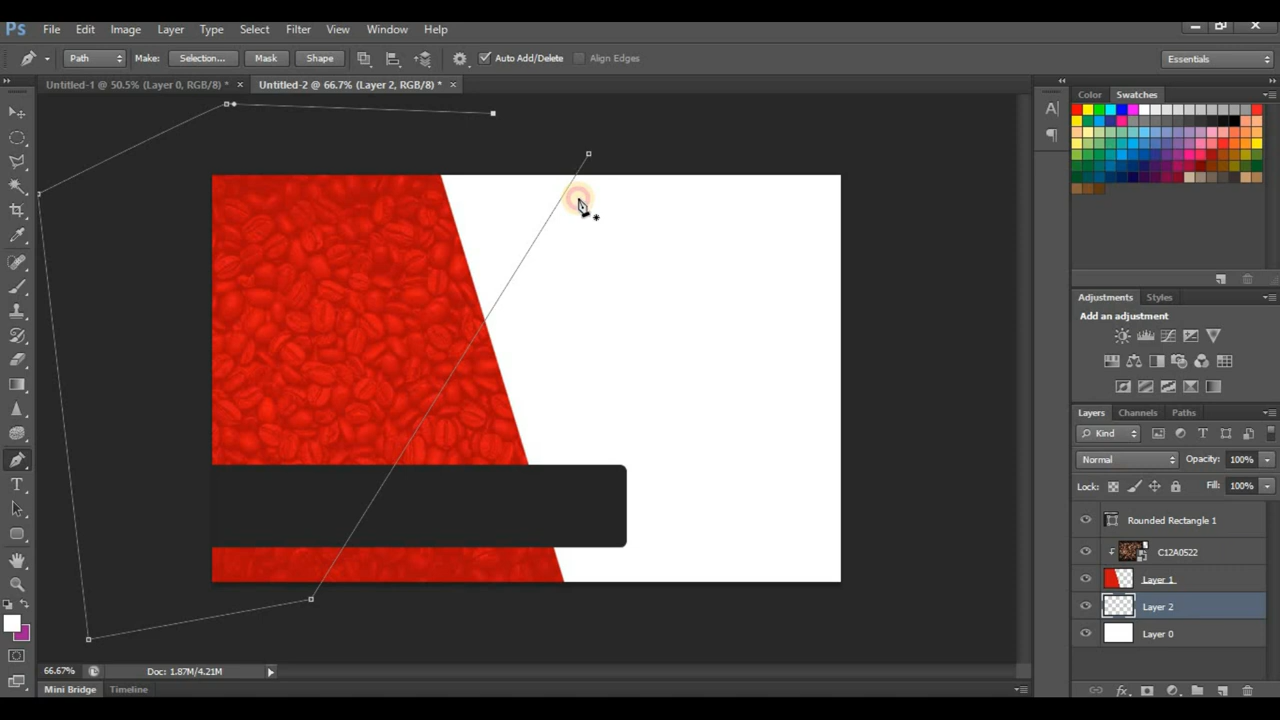 Ps File Edit Image Layer Type Select Filter View Window Help
Path Make: Selection... Mask Shape Auto Add/Delete Align Edges Essentials
Untitled-1 @ 50.5% (Layer 0, RGB/8) * × Untitled-2 @ 66.7% (Layer 2, RGB/8) * ×
Color Swatches
Adjustments Styles
Add an adjustment
Layers Channels Paths
Kind
Normal Opacity: 100%
Lock: Fill: 100%
Rounded Rectangle 1
C12A0522
Layer 1
Layer 2
Layer 0
66.67% Doc: 1.87M/4.21M
Mini Bridge Timeline